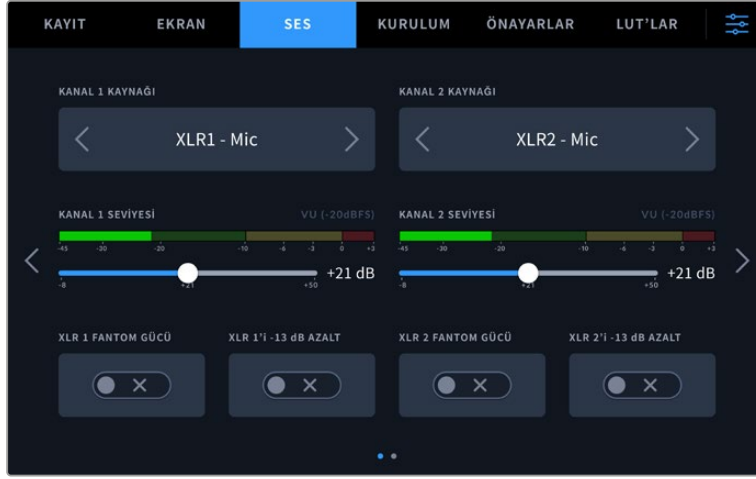 KAYIT EKRAN SES KURULUM ÖNAYARLAR LUT'LAR
KANAL 1 KAYNAĞI KANAL 2 KAYNAĞI
XLR1 - Mic XLR2 - Mic
KANAL 1 SEVİYESİ VU (-20dBFS) KANAL 2 SEVİYESİ VU (-20dBFS)
-45 -30 -20 -10 -6 -3 0 +3 -45 -30 -20 -10 -6 -3 0 +3
+21 dB +21 dB
-8 +21 +50 -8 +21 +50
XLR 1 FANTOM GÜCÜ XLR 1'i -13 dB AZALT XLR 2 FANTOM GÜCÜ XLR 2'i -13 dB AZALT